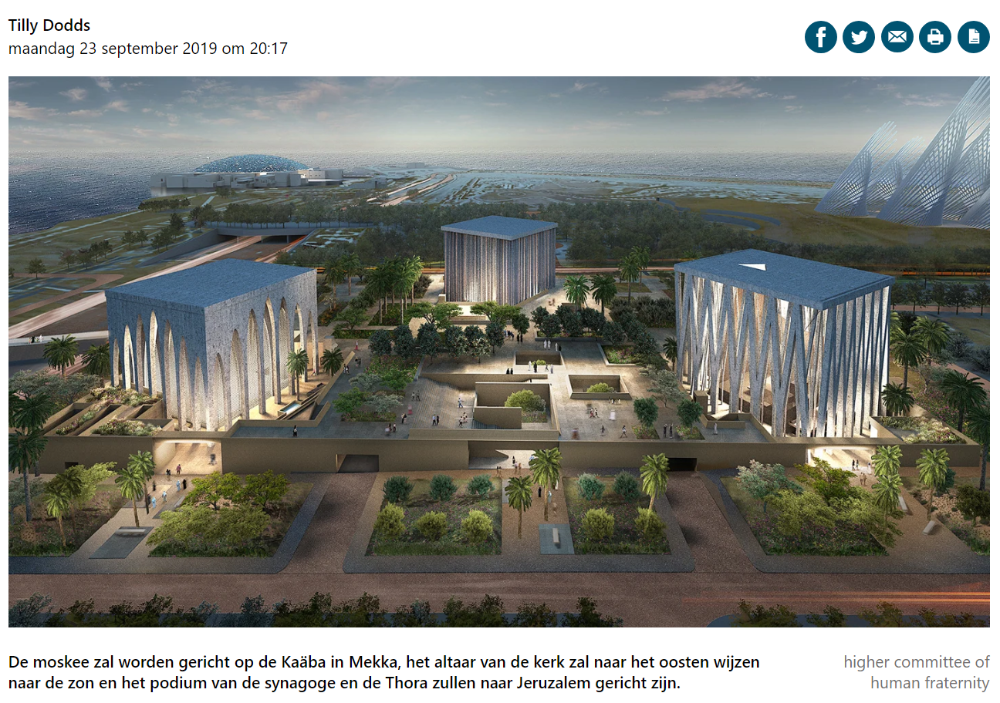 Tilly Dodds
maandag 23 september 2019 om 20:17
De moskee zal worden gericht op de Kaäba in Mekka, het altaar van de kerk zal naar het oosten wijzen
naar de zon en het podium van de synagoge en de Thora zullen naar Jeruzalem gericht zijn.
higher committee of
human fraternity